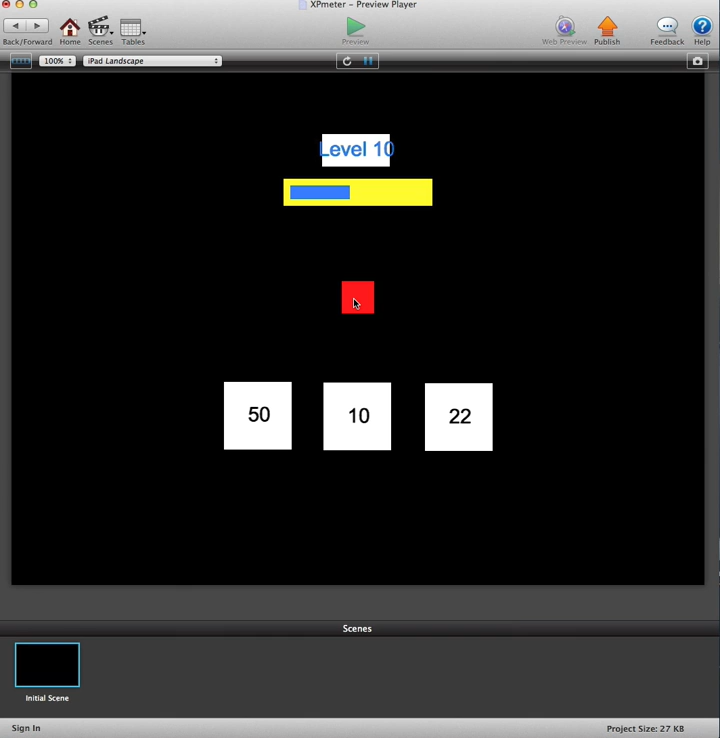 XPmeter - Preview Player
Back/Forward
Home
Scenes
Tables
Preview
Web Preview
Publish
Feedback
Help
100%
iPad Landscape
Level 10
50
10
22
Scenes
Initial Scene
Sign In
Project Size: 27 KB